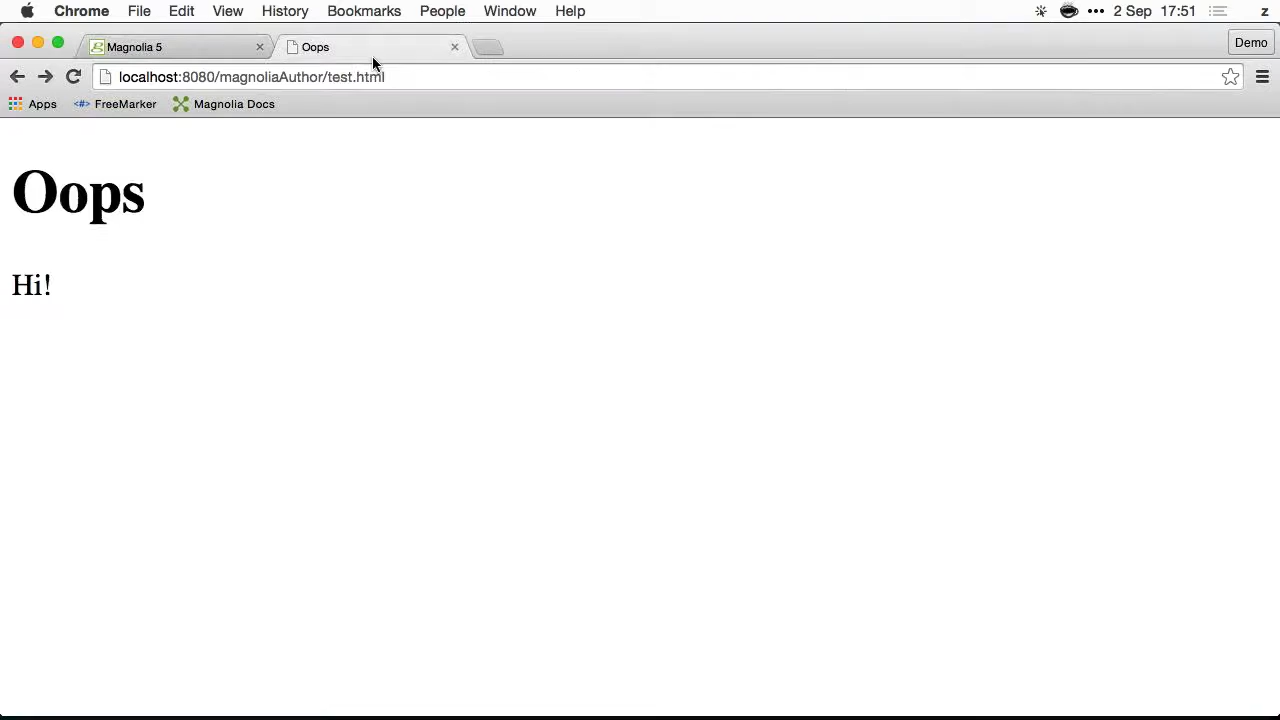 Chrome File Edit View History Bookmarks People Window Help 2 Sep 17:51 z
Magnolia 5 Oops Demo
localhost:8080/magnoliaAuthor/test.html
Apps FreeMarker Magnolia Docs
Oops
Hi!